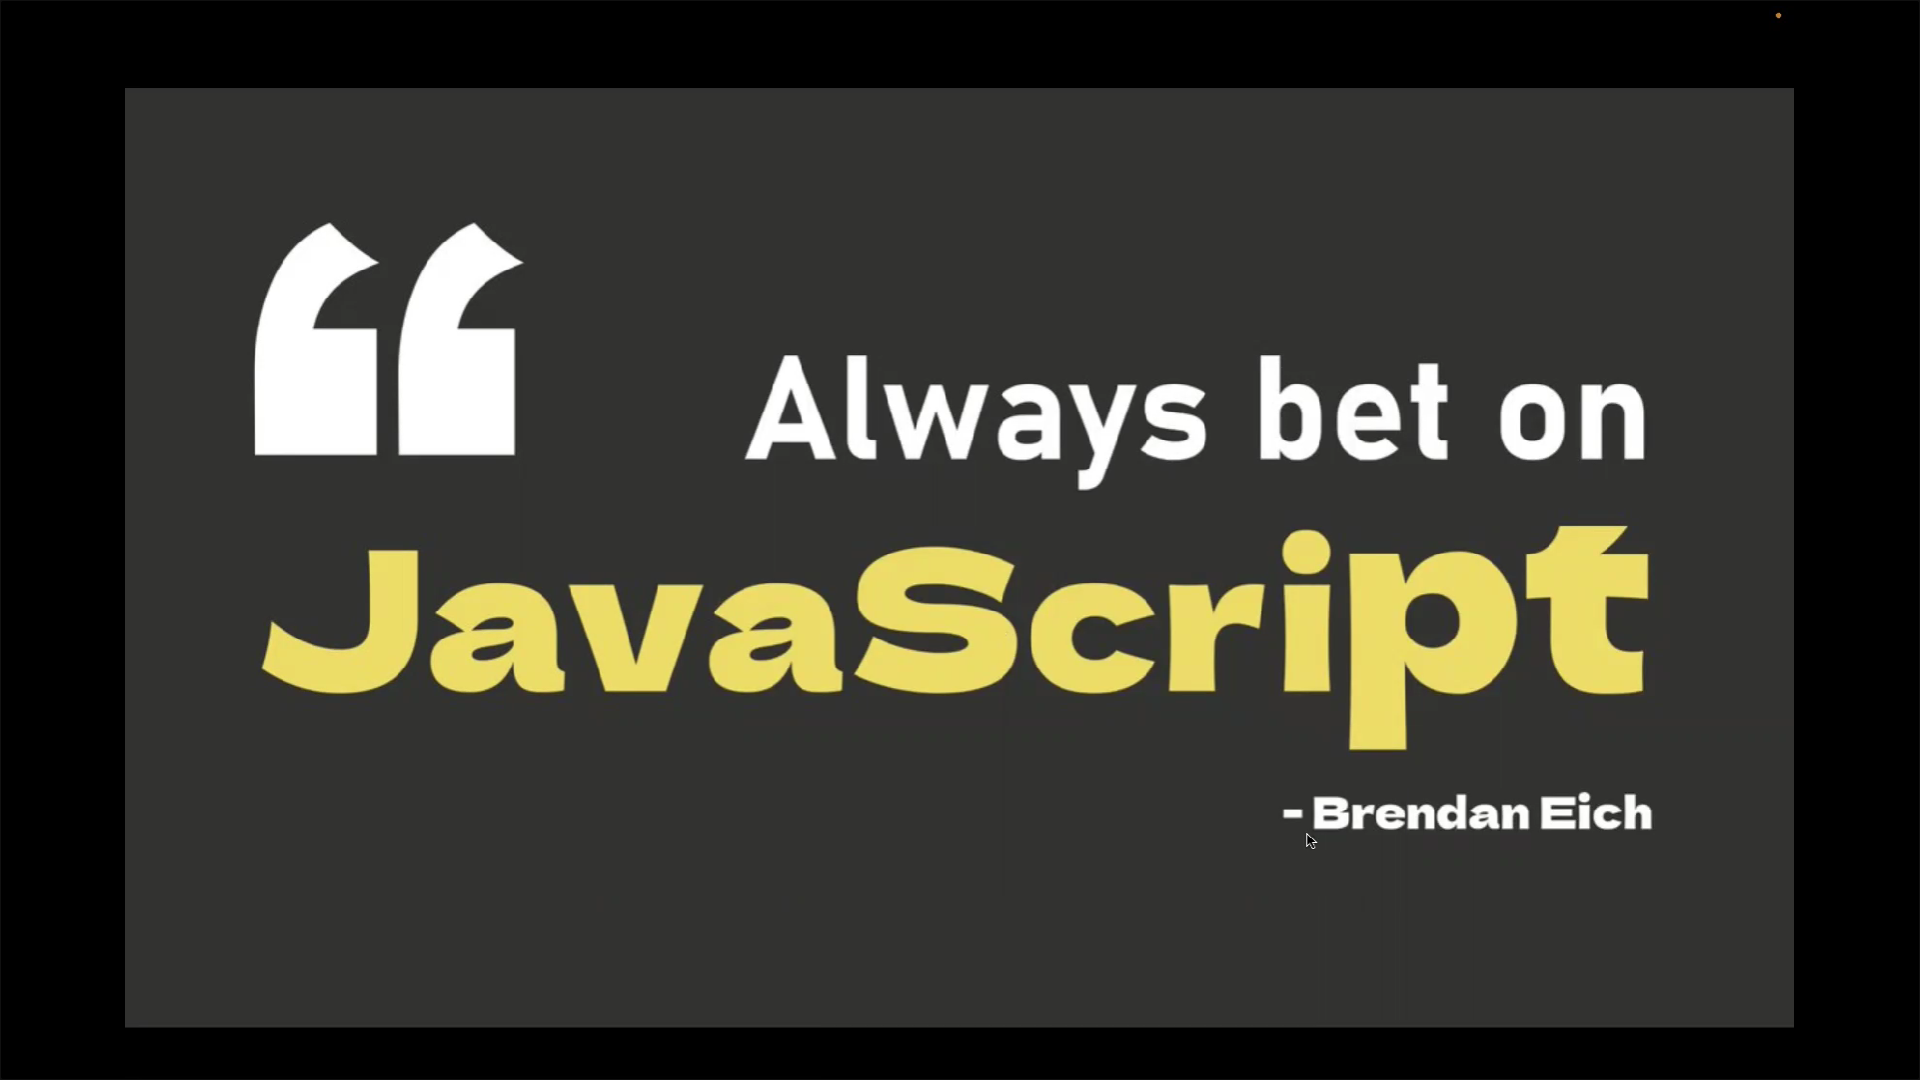 “
Always bet on
JavaScript
- Brendan Eich